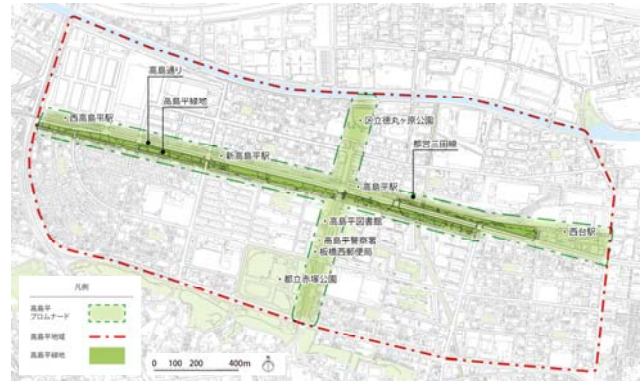 高島通り
高島平緑地
・西高島平駅
・新高島平駅
・区立徳丸ヶ原公園
都営三田線
高島平駅
・高島平図書館
高島平警察署
・板橋西郵便局
・都立赤塚公園
・西台駅
凡例
高島平
プロムナード
高島平地域
高島平緑地
0 100 200 400m